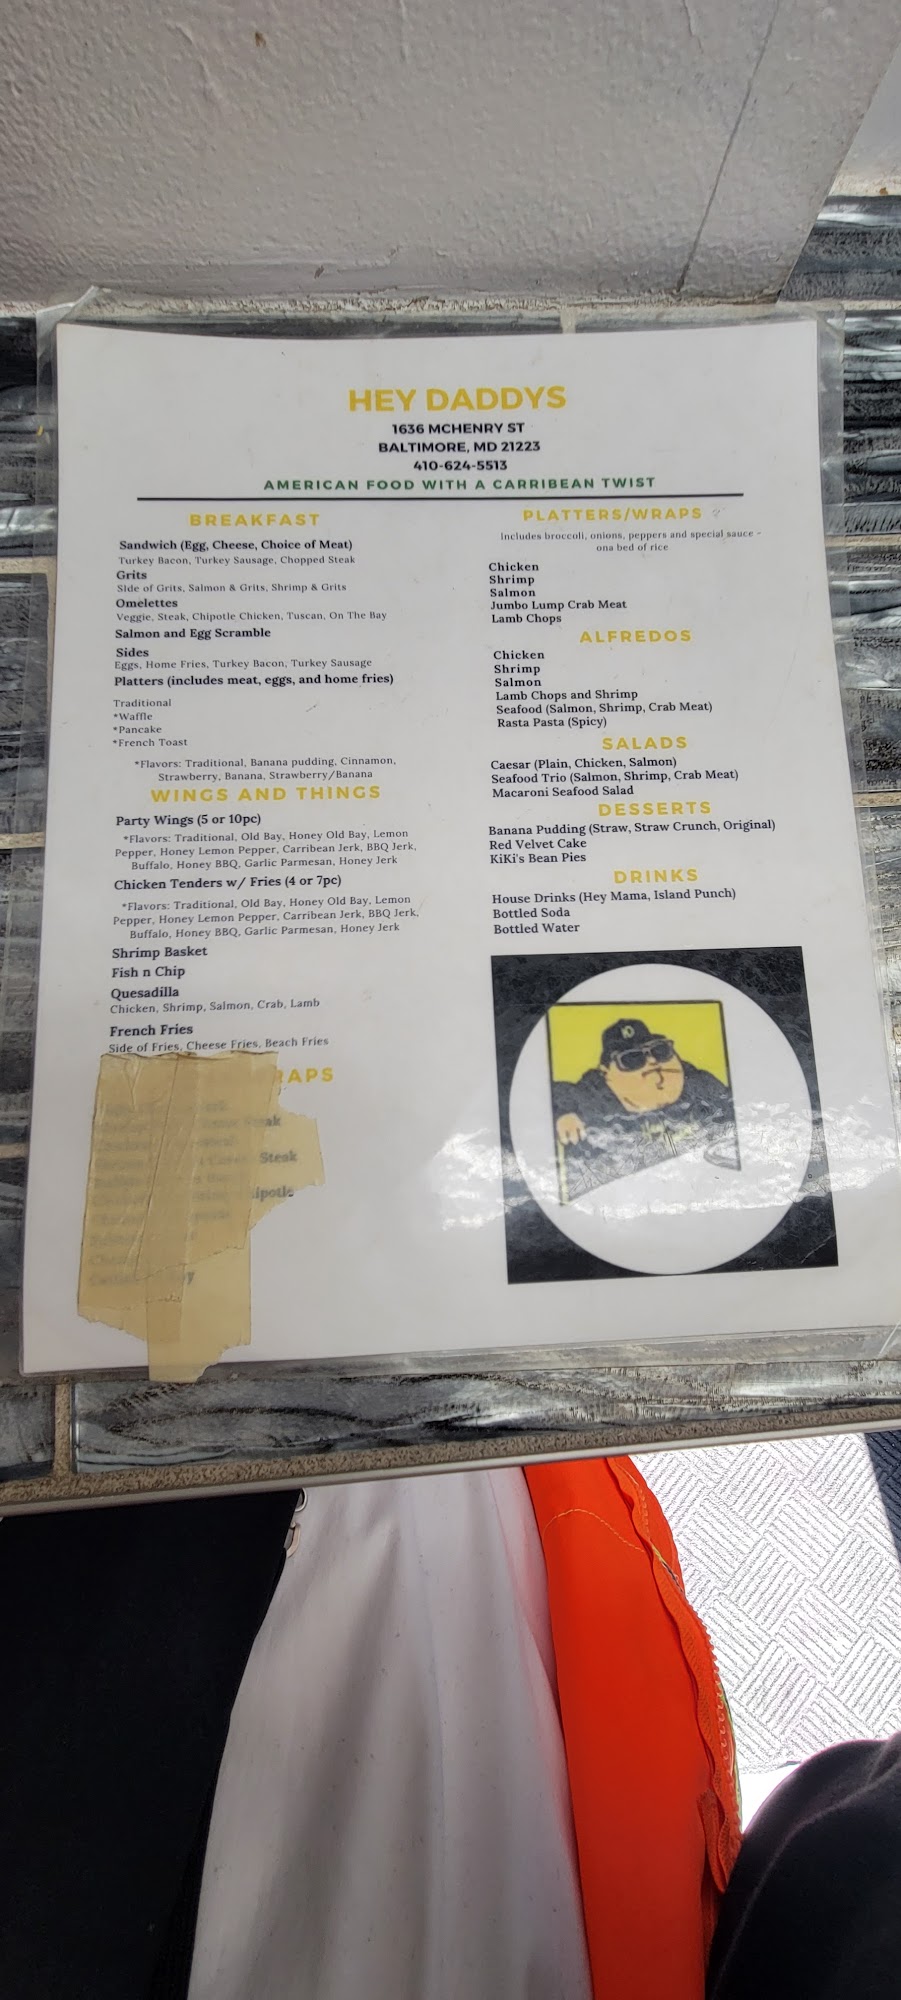 HEY DADDYS
1636 MCHENRY ST
BALTIMORE, MD 21223
410-624-5513
AMERICAN FOOD WITH A CARRIBEAN TWIST
BREAKFAST
Sandwich (Egg, Cheese, Choice of Meat)
Turkey Bacon, Turkey Sausage, Chopped Steak
Grits
SIde of Grits, Salmon & Grits, Shrimp & Grits
Omelettes
Veggie, Steak, Chipotle Chicken, Tuscan, On The Bay
Salmon and Egg Scramble
Sides
Eggs, Home Fries, Turkey Bacon, Turkey Sausage
Platters (includes meat, eggs, and home fries)
Traditional
*Waffle
*Pancake
*French Toast
*Flavors: Traditional, Banana pudding, Cinnamon,
Strawberry, Banana, Strawberry/Banana
WINGS AND THINGS
Party Wings (5 or 10pc)
*Flavors: Traditional, Old Bay, Honey Old Bay, Lemon
Pepper, Honey Lemon Pepper, Carribean Jerk, BBQ Jerk,
Buffalo, Honey BBQ, Garlic Parmesan, Honey Jerk
Chicken Tenders w/ Fries (4 or 7pc)
*Flavors: Traditional, Old Bay, Honey Old Bay, Lemon
Pepper, Honey Lemon Pepper, Carribean Jerk, BBQ Jerk,
Buffalo, Honey BBQ, Garlic Parmesan, Honey Jerk
Shrimp Basket
Fish n Chip
Quesadilla
Chicken, Shrimp, Salmon, Crab, Lamb
French Fries
Side of Fries, Cheese Fries, Beach Fries
Steak
PLATTERS/WRAPS
Includes broccoli, onions, peppers and special sauce -
ona bed of rice
Chicken
Shrimp
Salmon
Jumbo Lump Crab Meat
Lamb Chops
ALFREDOS
Chicken
Shrimp
Salmon
Lamb Chops and Shrimp
Seafood (Salmon, Shrimp, Crab Meat)
Rasta Pasta (Spicy)
SALADS
Caesar (Plain, Chicken, Salmon)
Seafood Trio (Salmon, Shrimp, Crab Meat)
Macaroni Seafood Salad
DESSERTS
Banana Pudding (Straw, Straw Crunch, Original)
Red Velvet Cake
KiKi's Bean Pies
DRINKS
House Drinks (Hey Mama, Island Punch)
Bottled Soda
Bottled Water